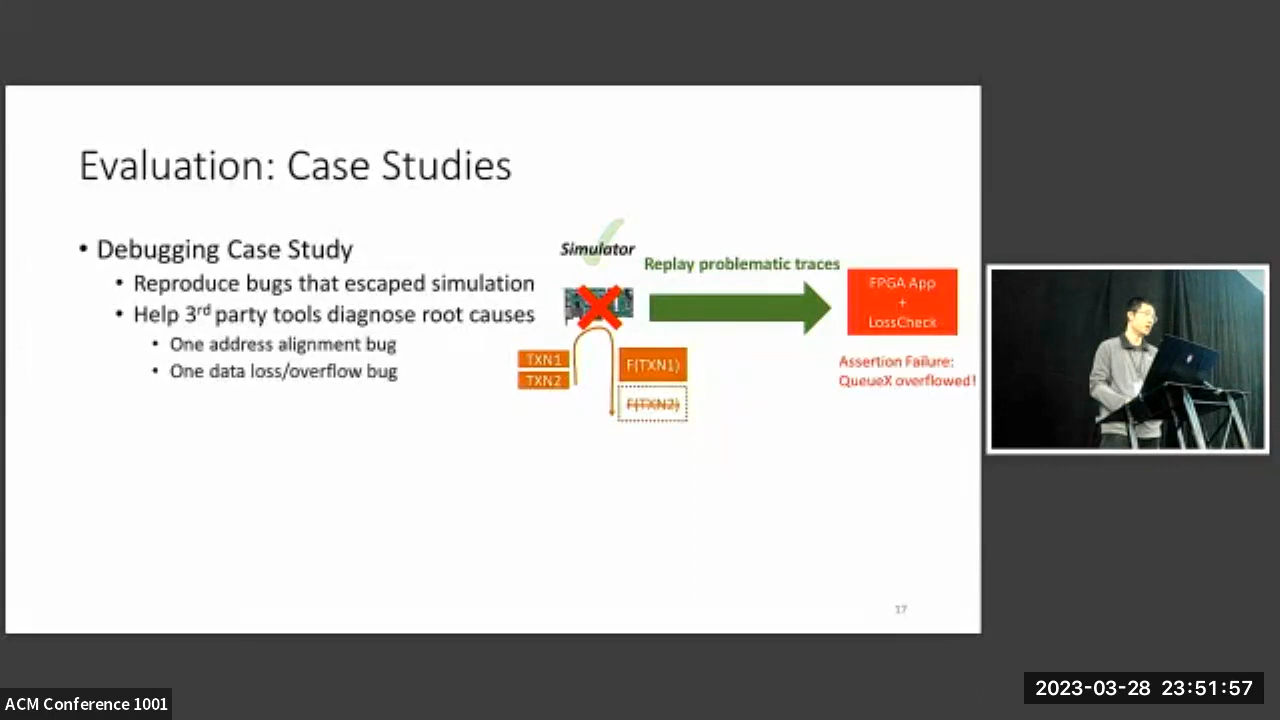 Evaluation: Case Studies
• Debugging Case Study
• Reproduce bugs that escaped simulation
• Help 3rd party tools diagnose root causes
• One address alignment bug
• One data loss/overflow bug
Simulator
Replay problematic traces
FPGA App
+
LossCheck
TXN1
TXN2
F(TXN1)
F(TXN2)
Assertion Failure:
QueueX overflowed!
17
2023-03-28 23:51:57
ACM Conference 1001